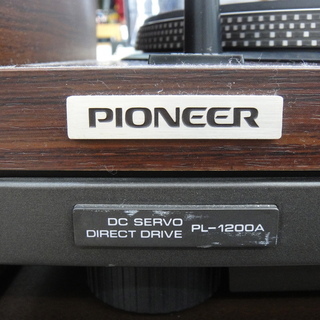 PIONEER
DC SERVO
DIRECT DRIVE PL-1200A